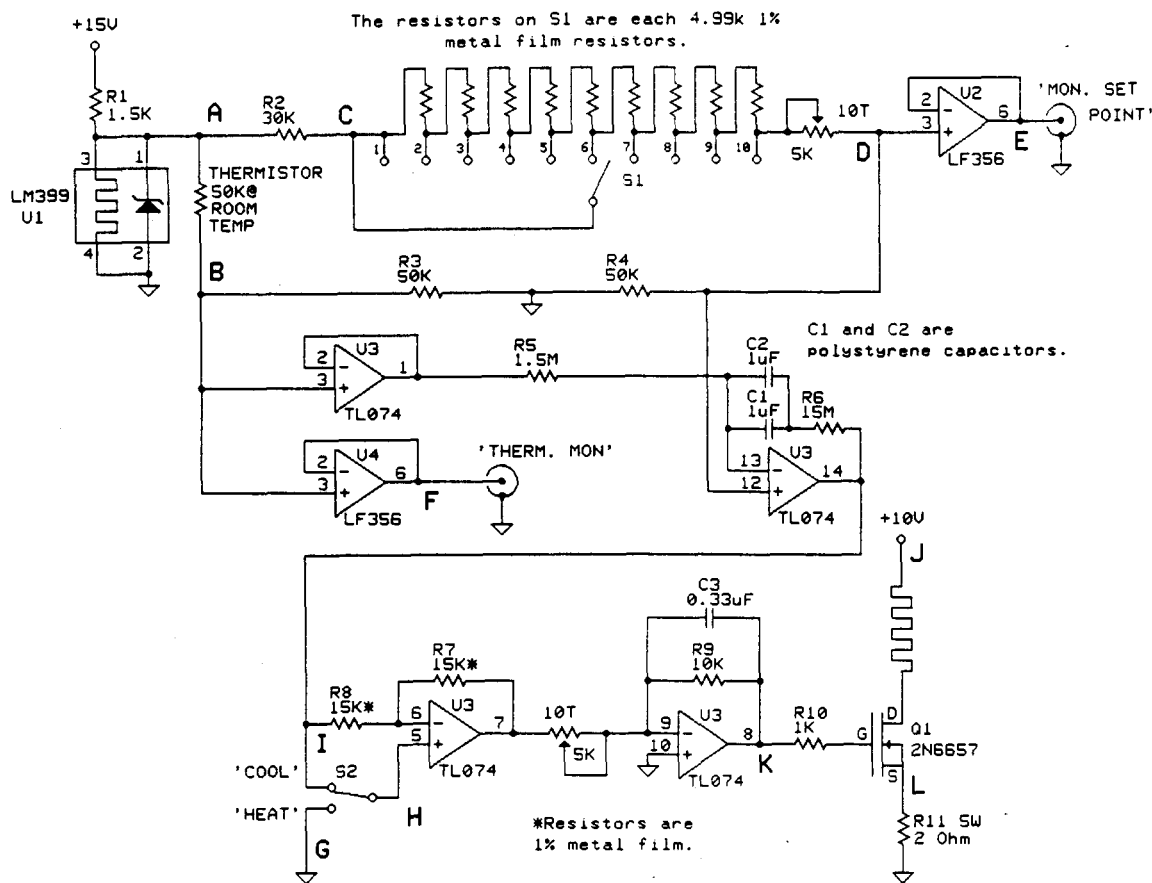 The resistors on S1 are each 4.99k 1%
metal film resistors.
+15V
R1
1.5K
A
R2
30K
C
1
2
3
4
5
6
7
8
9
10
S1
10T
5K
D
2
-
3
+
U2
6
LF356
E
'MON. SET
POINT'
3
1
LM399
U1
4
2
THERMISTOR
50K@
ROOM
TEMP
B
R3
50K
R4
50K
2
-
3
+
U3
1
TL074
R5
1.5M
C2
1uF
C1
1uF
R6
15M
C1 and C2 are
polystyrene capacitors.
2
-
3
+
U4
6
LF356
F
'THERM. MON'
13
-
12
+
U3
14
TL074
+10V
J
R7
15K*
R8
15K*
I
6
-
5
+
U3
7
TL074
10T
5K
C3
0.33uF
R9
10K
9
-
10
+
U3
8
TL074
K
R10
1K
G
D
S
Q1
2N6657
L
R11 5W
2 Ohm
'COOL'
S2
'HEAT'
H
G
*Resistors are
1% metal film.